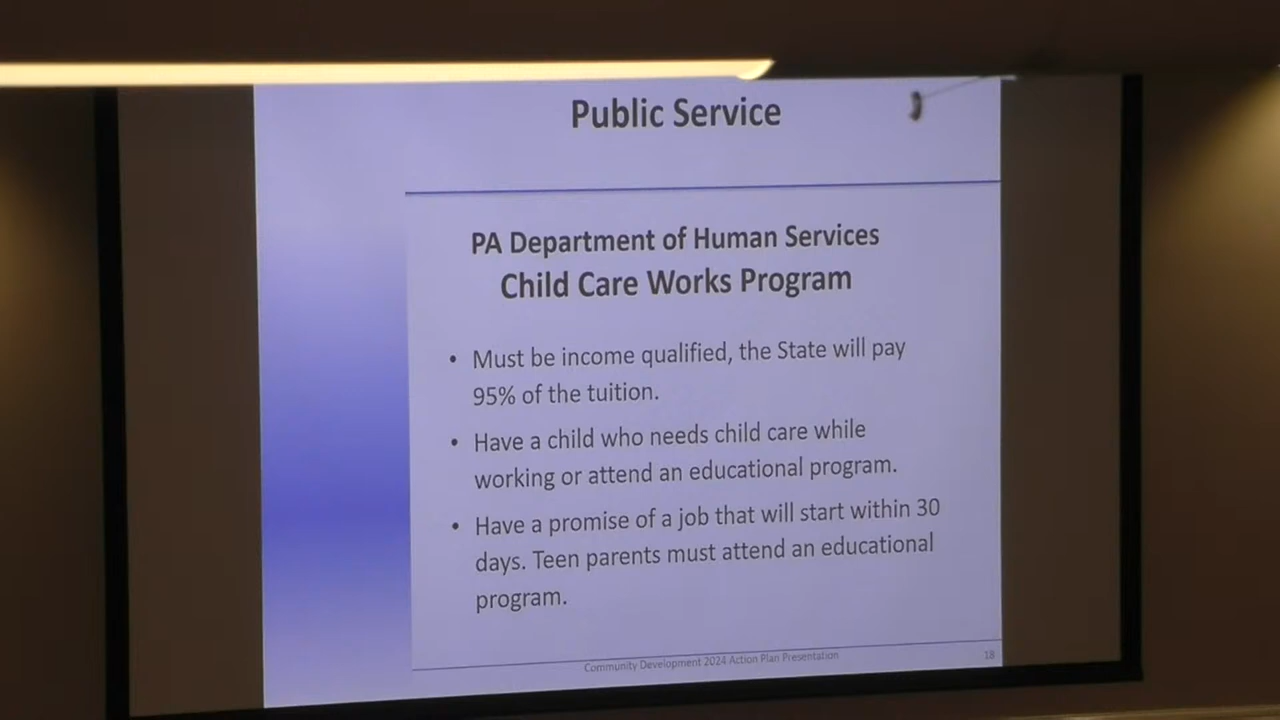 Public Service
PA Department of Human Services
Child Care Works Program
• Must be income qualified, the State will pay
95% of the tuition.
• Have a child who needs child care while
working or attend an educational program.
• Have a promise of a job that will start within 30
days. Teen parents must attend an educational
program.
Community Development 2024 Action Plan Presentation
18